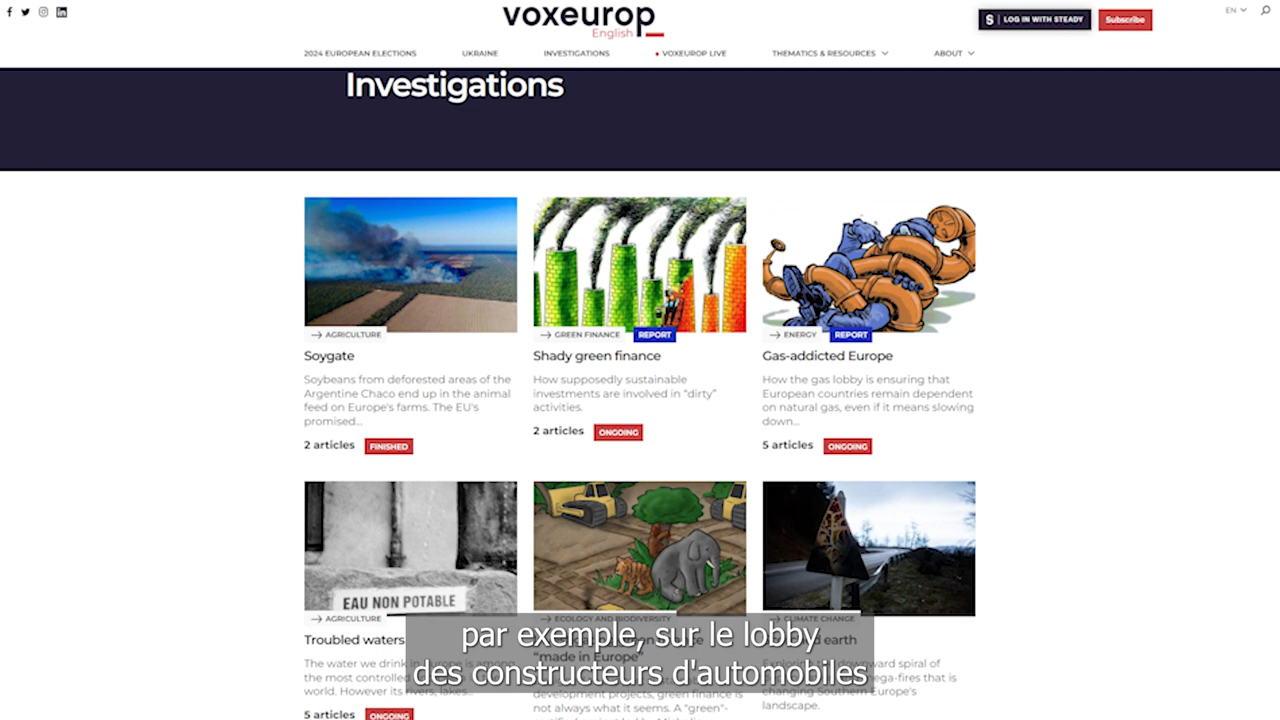 voxeurop
English
LOG IN WITH STEADY
Subscribe
EN
2024 EUROPEAN ELECTIONS
UKRAINE
INVESTIGATIONS
VOXEUROP LIVE
THEMATICS & RESOURCES
ABOUT
Investigations
AGRICULTURE
Soygate
Soybeans from deforested areas of the
Argentine Chaco end up in the animal
feed on Europe's farms. The EU's
promised...
2 articles FINISHED
GREEN FINANCE REPORT
Shady green finance
How supposedly sustainable
investments are involved in "dirty"
activities.
2 articles ONGOING
ENERGY REPORT
Gas-addicted Europe
How the gas lobby is ensuring that
European countries remain dependent
on natural gas, even if it means slowing
down...
5 articles ONGOING
EAU NON POTABLE
AGRICULTURE
Troubled waters
The water we drink in Europe is among
the most controlled
world. However its rivers, lakes...
5 articles ONGOING
ECOLOGY AND BIODIVERSITY
"made in Europe"
development projects, green finance is
not always what it seems. A "green"-
CLIMATE CHANGE
earth
downward spiral of
mega-fires that is
changing Southern Europe's
landscape.
par exemple, sur le lobby
des constructeurs d'automobiles